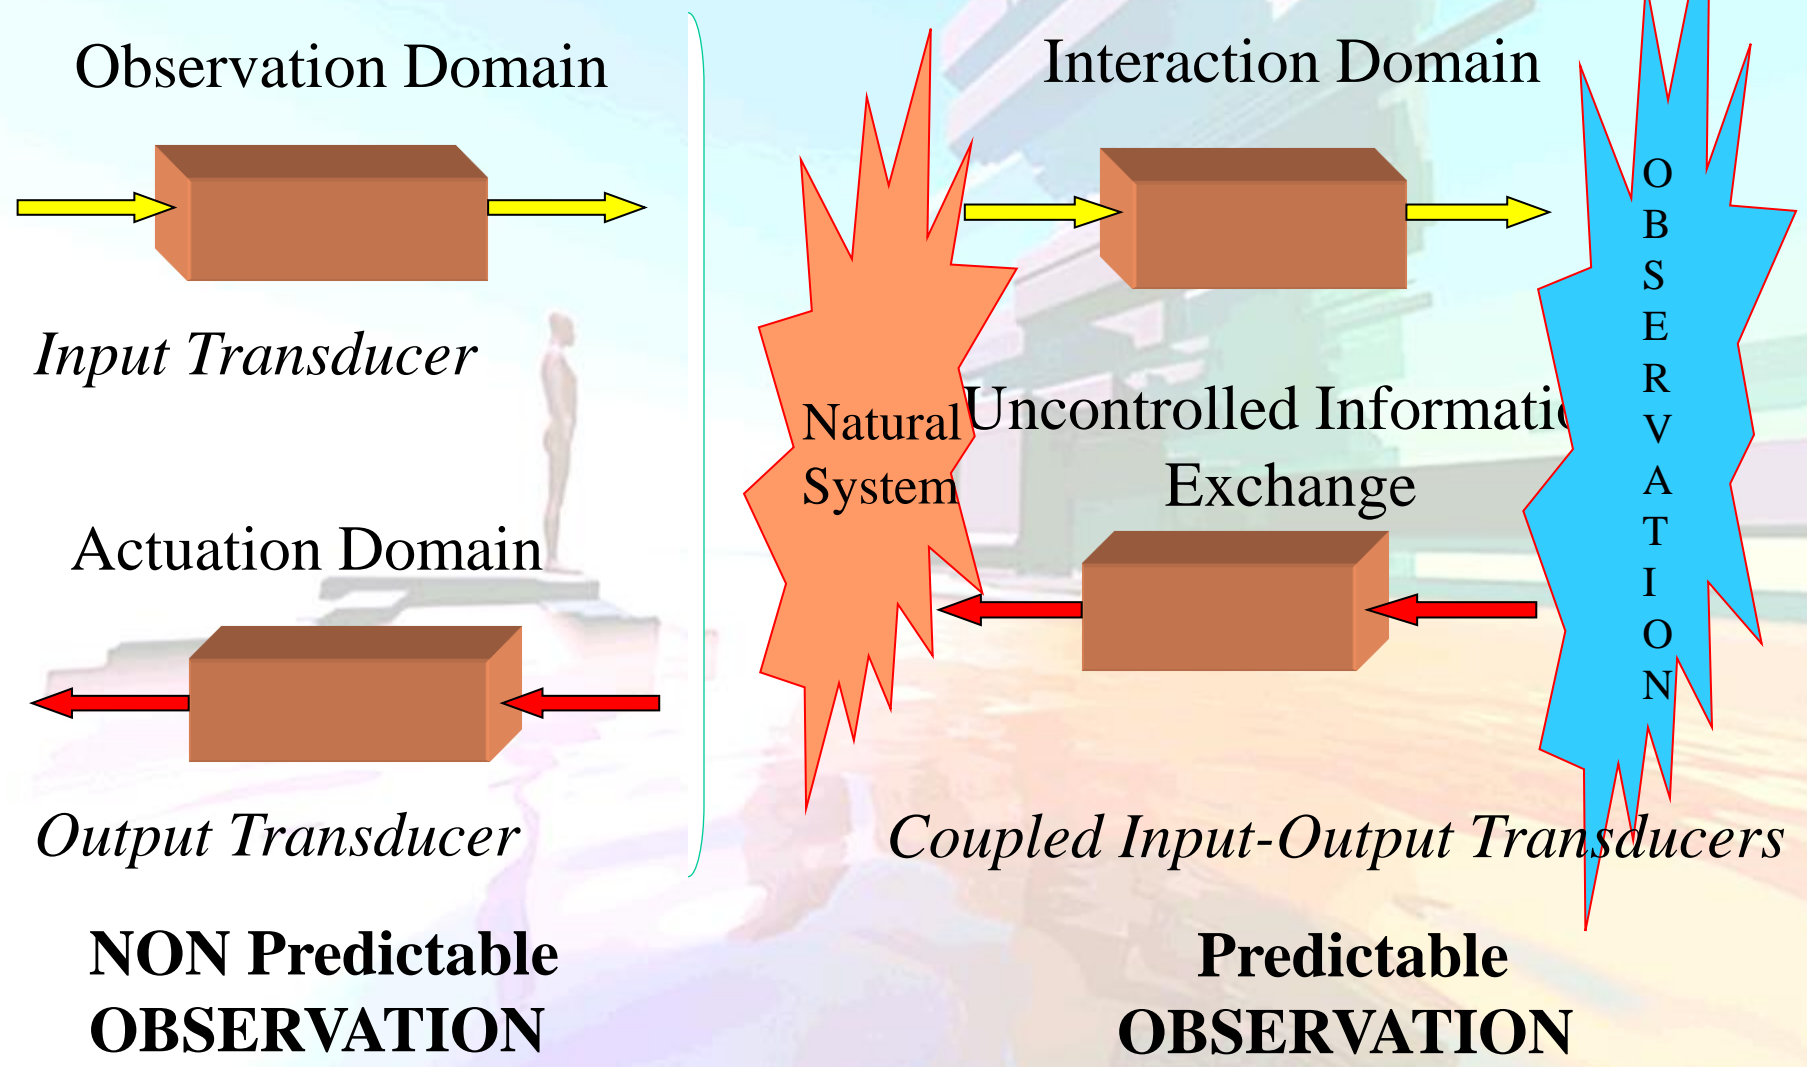 Observation Domain
Input Transducer
Actuation Domain
Output Transducer
NON Predictable
OBSERVATION
Interaction Domain
Natural
System
Uncontrolled Informatio
Exchange
O
B
S
E
R
V
A
T
I
O
N
Coupled Input-Output Transducers
Predictable
OBSERVATION